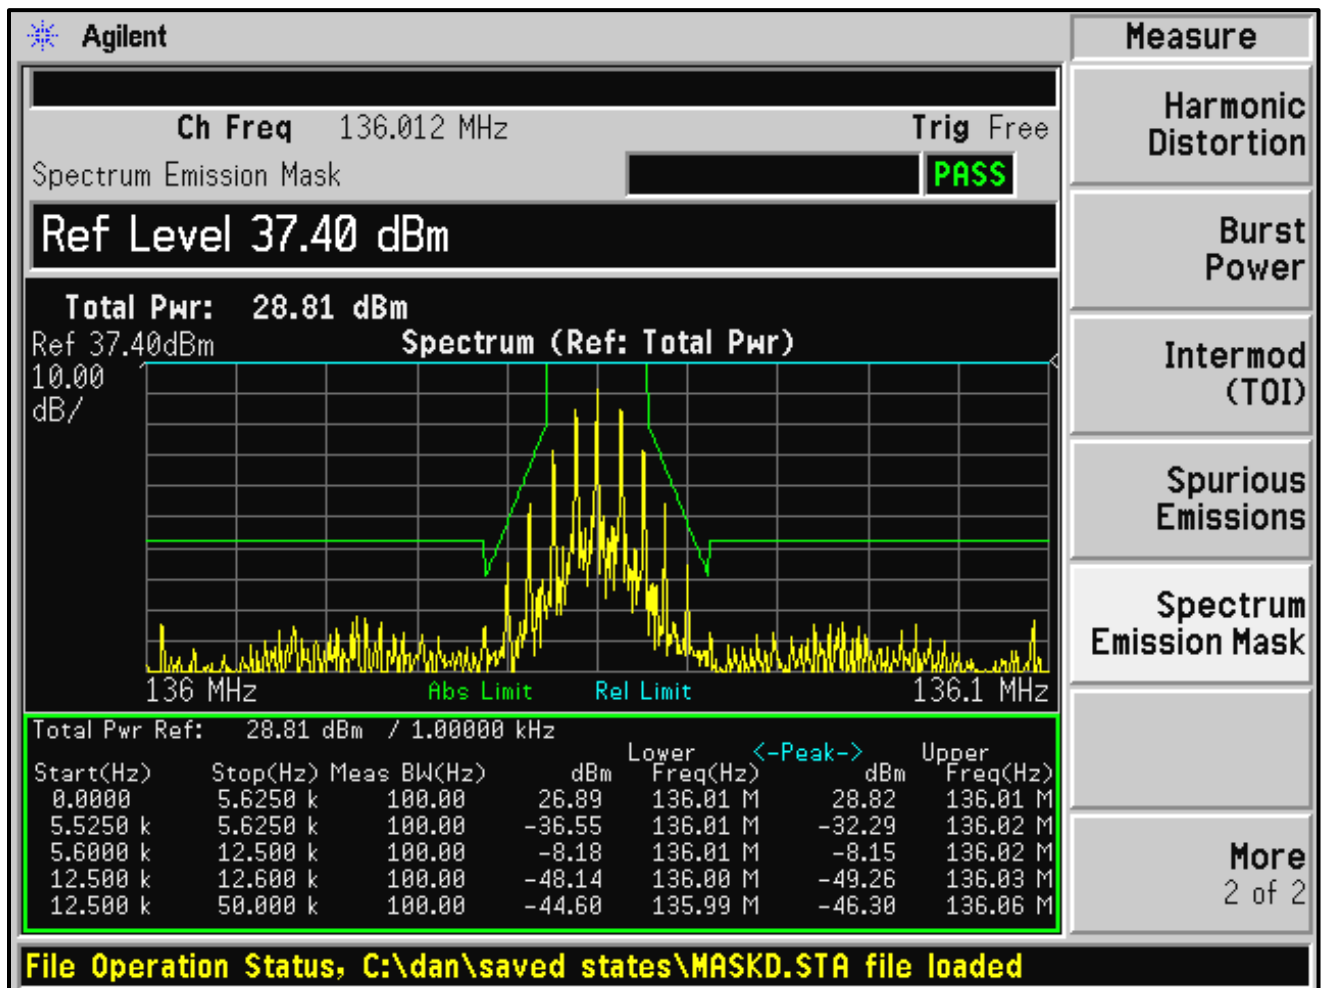 Agilent
Measure
Ch Freq 136.012 MHz Trig Free
Spectrum Emission Mask PASS
Ref Level 37.40 dBm
Total Pwr: 28.81 dBm
Ref 37.40dBm Spectrum (Ref: Total Pwr)
10.00
dB/
136 MHz Abs Limit Rel Limit 136.1 MHz
Total Pwr Ref: 28.81 dBm / 1.00000 kHz
Lower <-Peak-> Upper
Start(Hz) Stop(Hz) Meas BW(Hz) dBm Freq(Hz) dBm Freq(Hz)
0.0000 5.6250 k 100.00 26.89 136.01 M 28.82 136.01 M
5.5250 k 5.6250 k 100.00 -36.55 136.01 M -32.29 136.02 M
5.6000 k 12.500 k 100.00 -8.18 136.01 M -8.15 136.02 M
12.500 k 12.600 k 100.00 -48.14 136.00 M -49.26 136.03 M
12.500 k 50.000 k 100.00 -44.60 135.99 M -46.30 136.06 M
Harmonic
Distortion
Burst
Power
Intermod
(TOI)
Spurious
Emissions
Spectrum
Emission Mask
More
2 of 2
File Operation Status, C:\dan\saved states\MASKD.STA file loaded